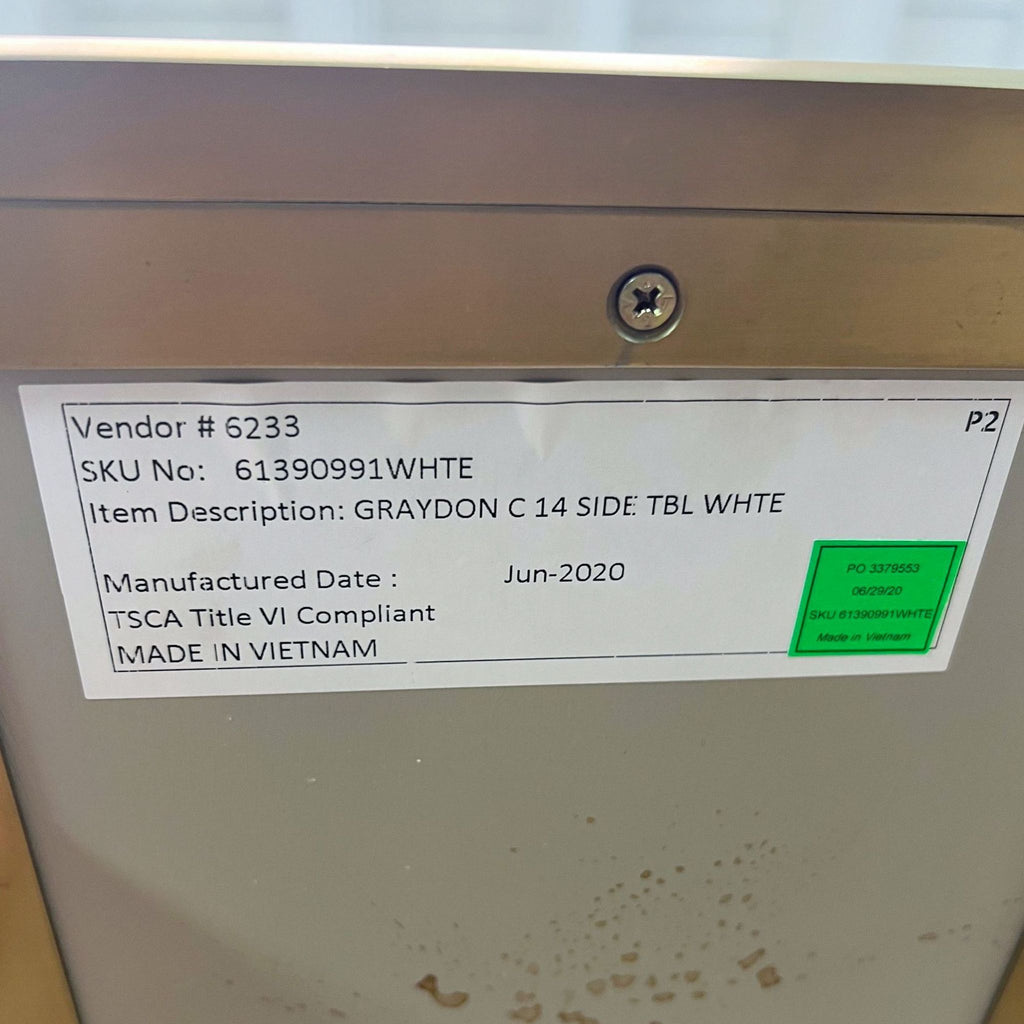 Vendor # 6233
P2
SKU No: 61390991WHTE
Item Description: GRAYDON C 14 SIDE TBL WHTE
Manufactured Date : Jun-2020
TSCA Title VI Compliant
MADE IN VIETNAM
PO 3379553
06/29/20
SKU 61390991WHTE
Made in Vietnam